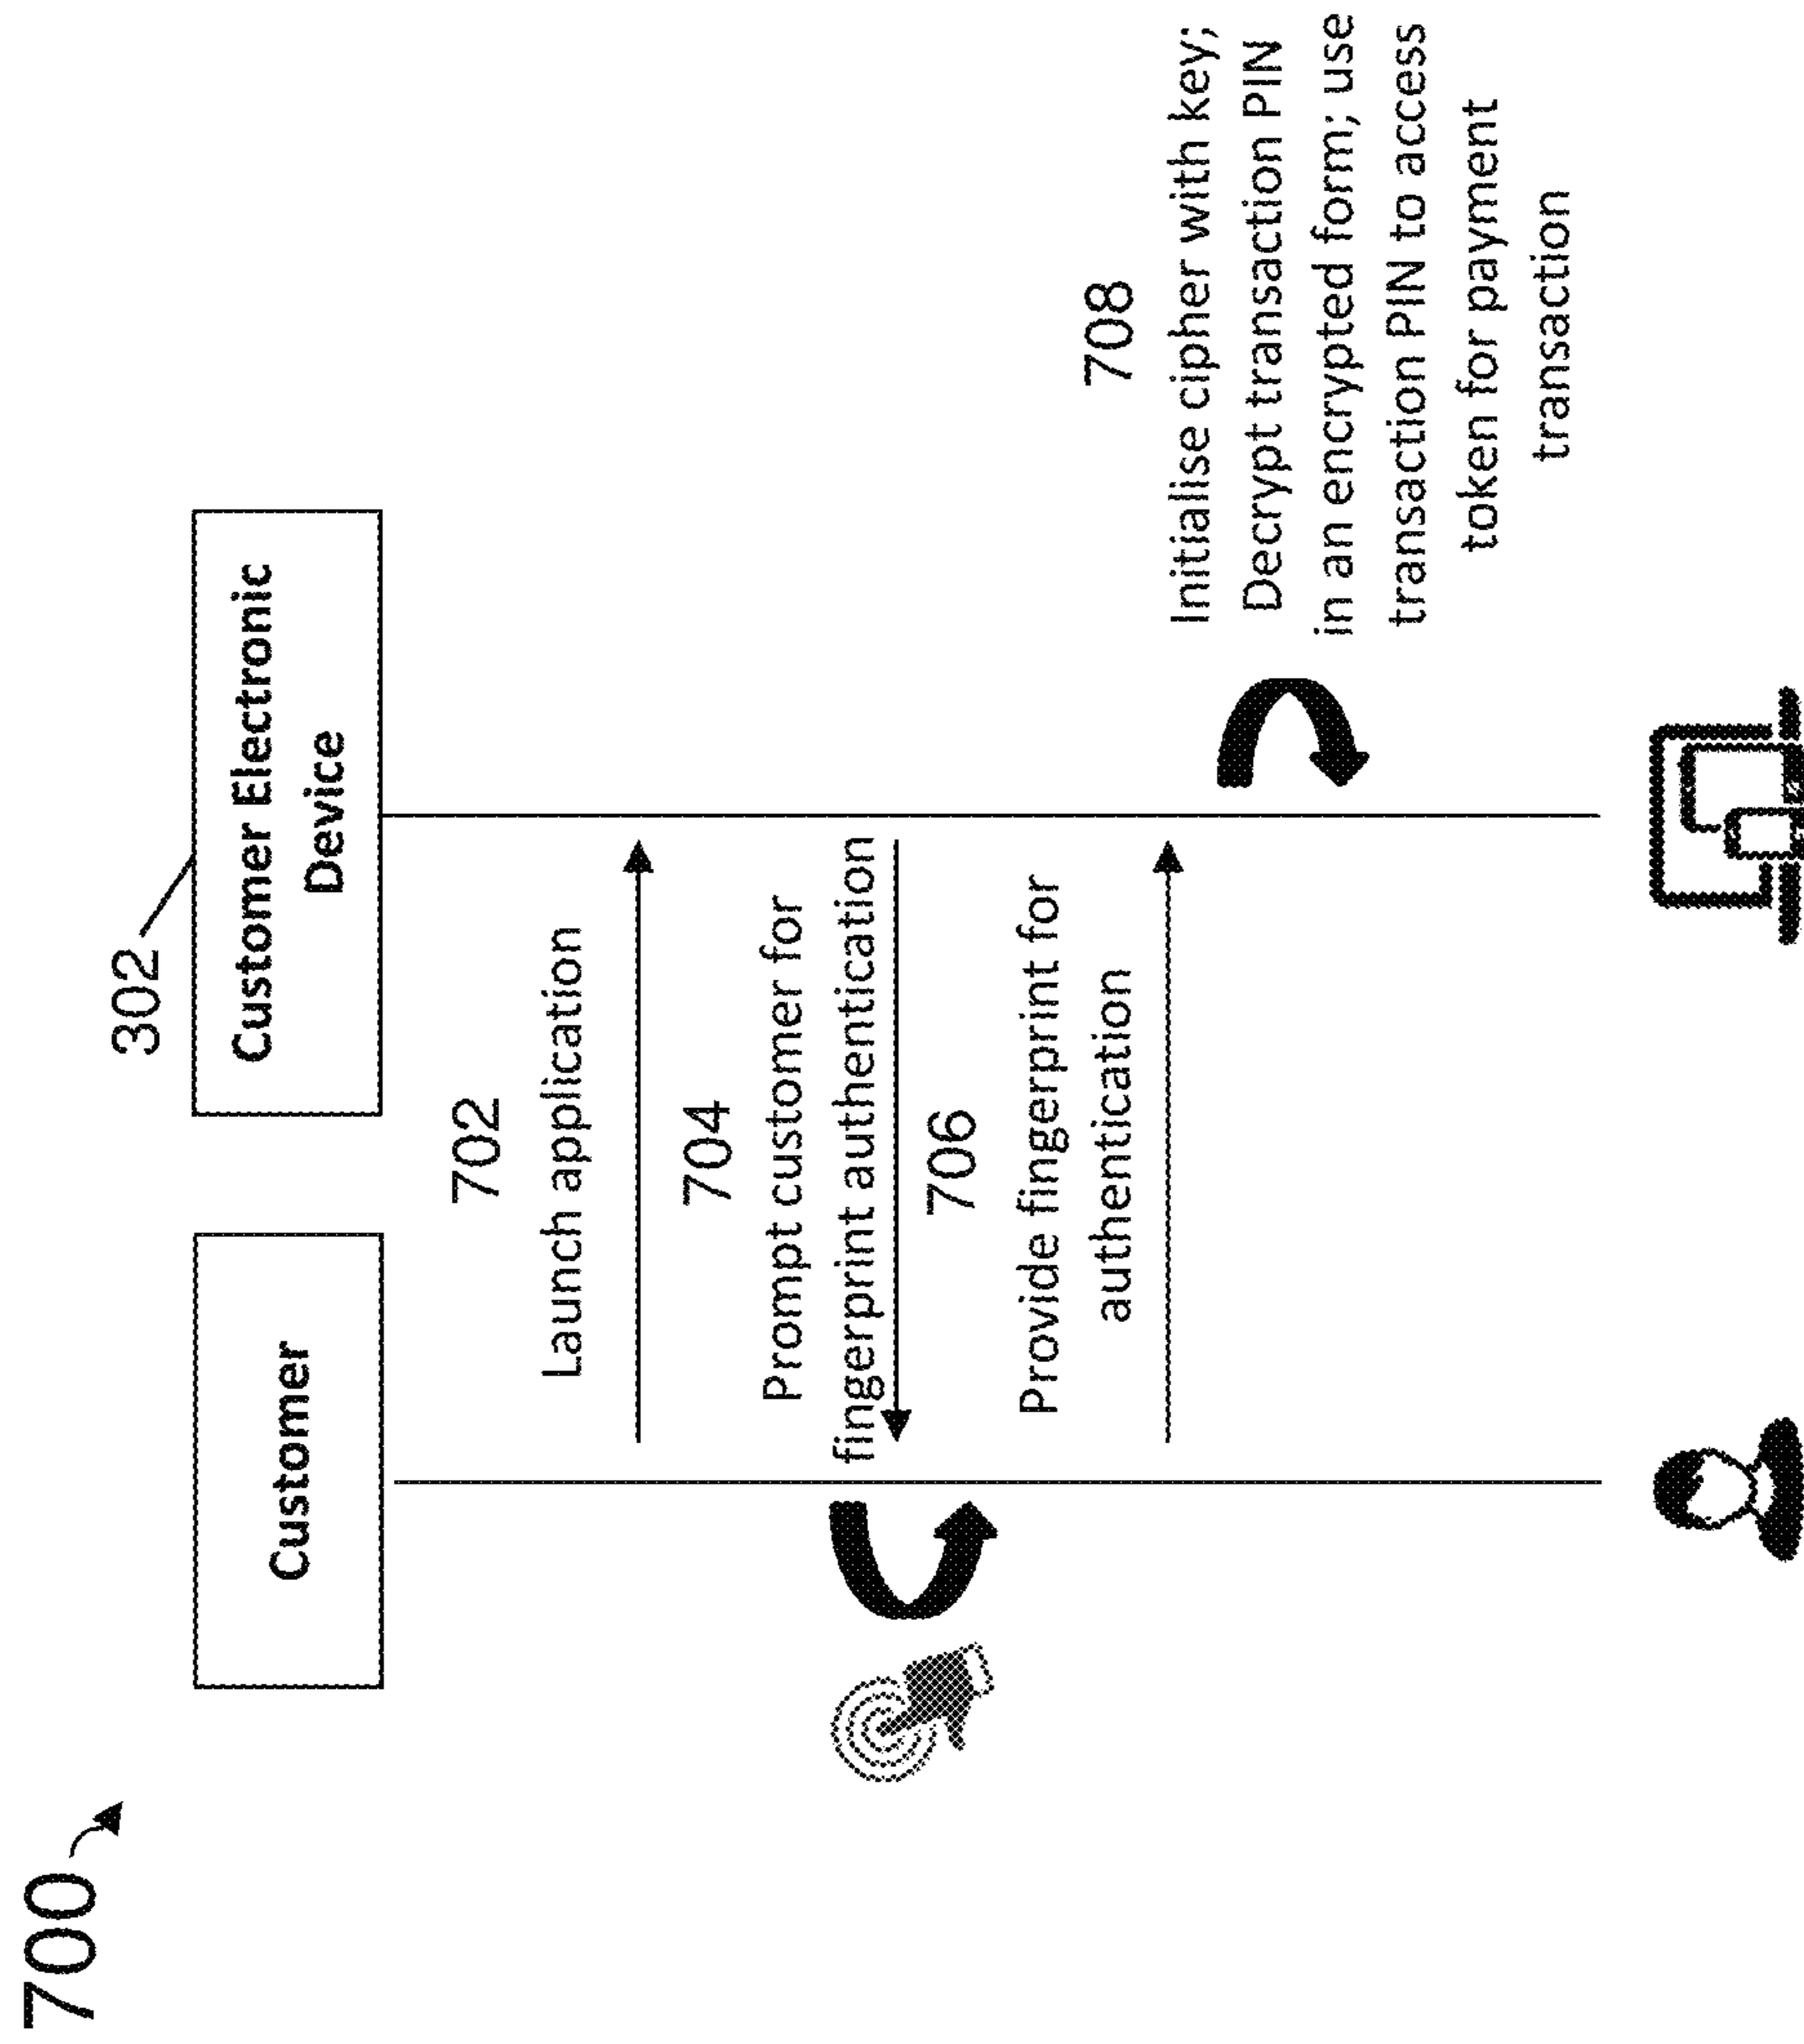 700
302
Customer
Customer Electronic
Device
702
Launch application
704
Prompt customer for
fingerprint authentication
706
Provide fingerprint for
authentication
708
Initialise cipher with key;
Decrypt transaction PIN
in an encrypted form; use
transaction PIN to access
token for payment
transaction